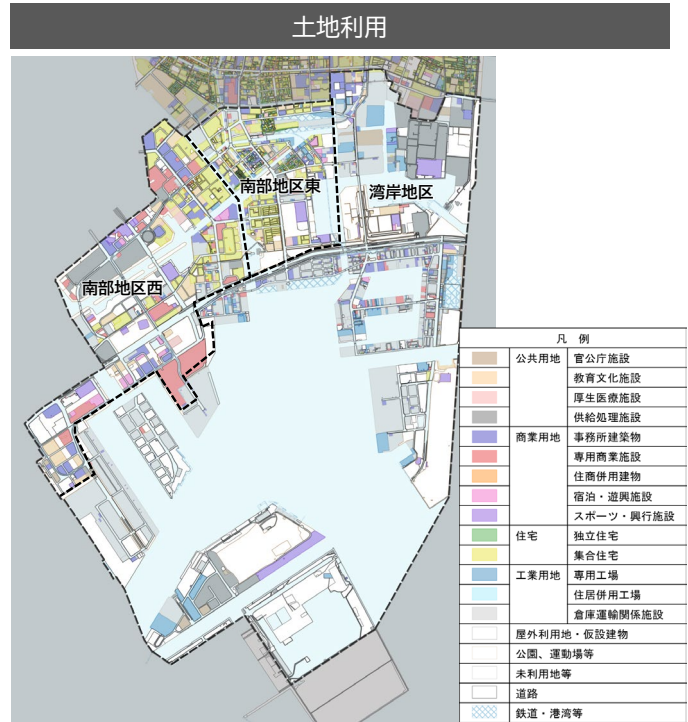 土地利用
南部地区東
湾岸地区
南部地区西
凡 例
公共用地 官公庁施設
教育文化施設
厚生医療施設
供給処理施設
商業用地 事務所建築物
専用商業施設
住商併用建物
宿泊・遊興施設
スポーツ・興行施設
住宅 独立住宅
集合住宅
工業用地 専用工場
住居併用工場
倉庫運輸関係施設
屋外利用地・仮設建物
公園、運動場等
未利用地等
道路
鉄道・港湾等